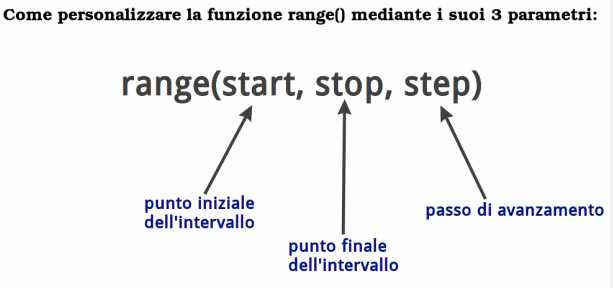 Come personalizzare la funzione range() mediante i suoi 3 parametri:
range(start, stop, step)
punto iniziale
dell'intervallo
punto finale
dell'intervallo
passo di avanzamento